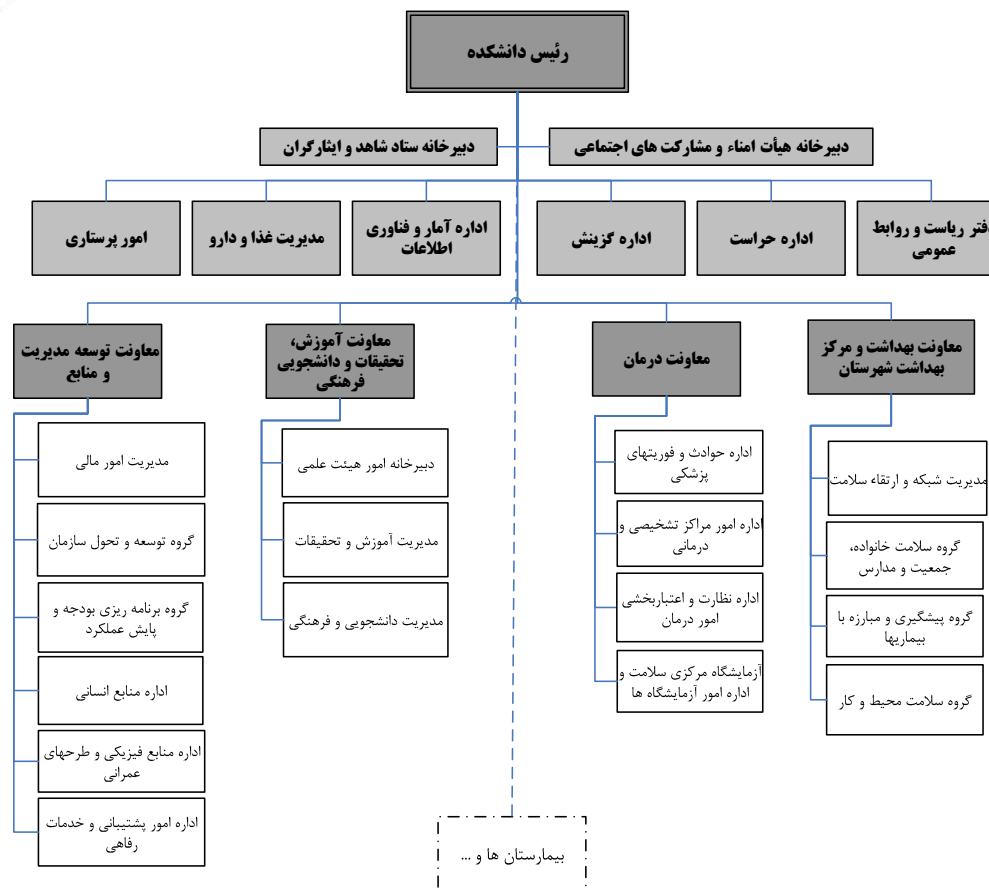 رئیس دانشکده
دبیرخانه هیأت امناء و مشارکت های اجتماعی
دبیرخانه ستاد شاهد و ایثارگران
دفتر ریاست و روابط
عمومی
اداره حراست
اداره گزینش
اداره آمار و فناوری
اطلاعات
مدیریت غذا و دارو
امور پرستاری
معاونت بهداشت و مرکز
بهداشت شهرستان
مدیریت شبکه و ارتقاء سلامت
گروه سلامت خانواده،
جمعیت و مدارس
گروه پیشگیری و مبارزه با
بیماریها
گروه سلامت محیط و کار
معاونت درمان
اداره حوادث و فوریتهای
پزشکی
اداره امور مراکز تشخیصی و
درمانی
اداره نظارت و اعتباربخشی
امور درمان
آزمایشگاه مرکزی سلامت و
اداره امور آزمایشگاه ها
معاونت آموزش،
تحقیقات و دانشجویی
فرهنگی
دبیرخانه امور هیئت علمی
مدیریت آموزش و تحقیقات
مدیریت دانشجویی و فرهنگی
معاونت توسعه مدیریت
و منابع
مدیریت امور مالی
گروه توسعه و تحول سازمان
گروه برنامه ریزی بودجه و
پایش عملکرد
اداره منابع انسانی
اداره منابع فیزیکی و طرحهای
عمرانی
اداره امور پشتیبانی و خدمات
رفاهی
بیمارستان ها و ...